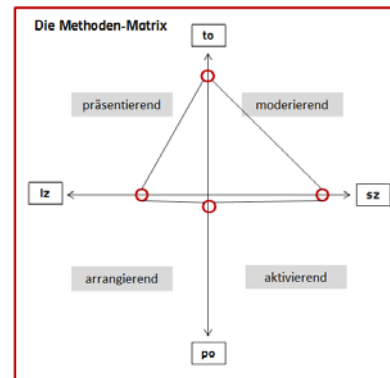 Die Methoden-Matrix
to
präsentierend
moderierend
lz
sz
arrangierend
aktivierend
po